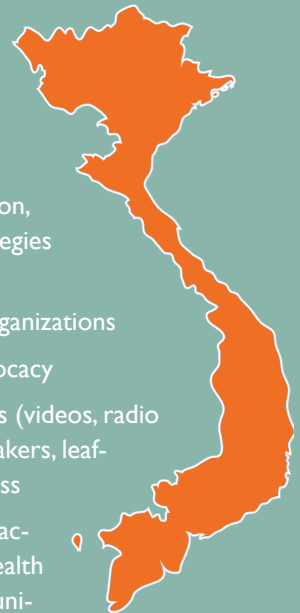 on,
egies
ganizations
ocacy
s (videos, radio
akers, leaf-
ss
ac-
ealth
uni-